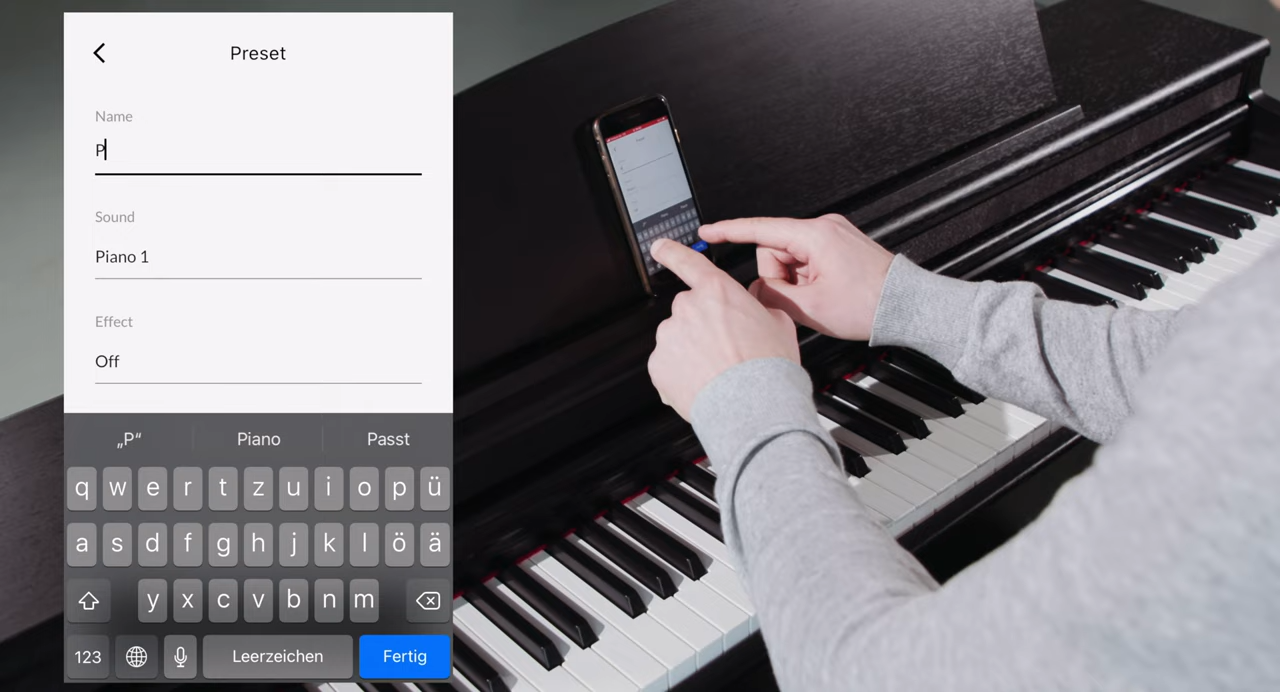 Preset
Name
P
Sound
Piano 1
Effect
Off
„P“ Piano Passt
q w e r t z u i o p ü
a s d f g h j k l ö ä
y x c v b n m
123 Leerzeichen Fertig